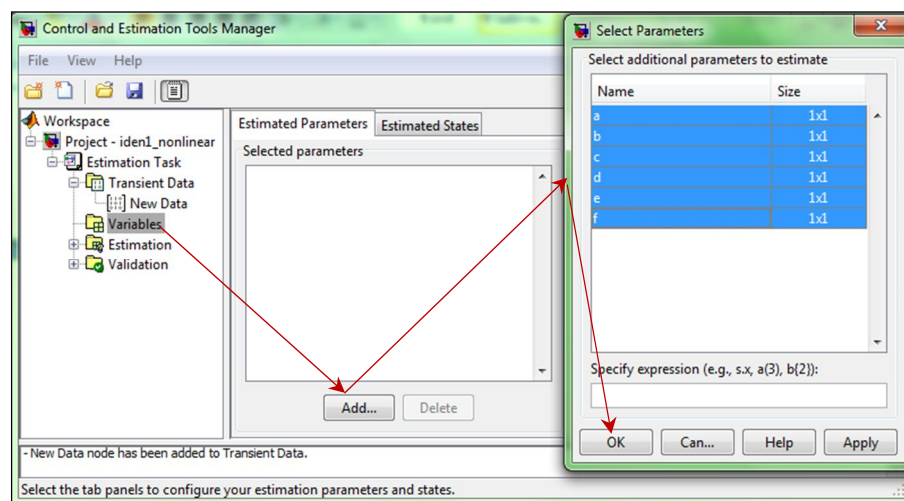 Control and Estimation Tools Manager
File View Help
Workspace
Project - iden1_nonlinear
Estimation Task
Transient Data
New Data
Variables
Estimation
Validation
Estimated Parameters Estimated States
Selected parameters
Add... Delete
- New Data node has been added to Transient Data.
Select the tab panels to configure your estimation parameters and states.
Select Parameters
Select additional parameters to estimate
Name Size
a 1x1
b 1x1
c 1x1
d 1x1
e 1x1
f 1x1
Specify expression (e.g., s.x, a(3), b{2}):
OK Can... Help Apply